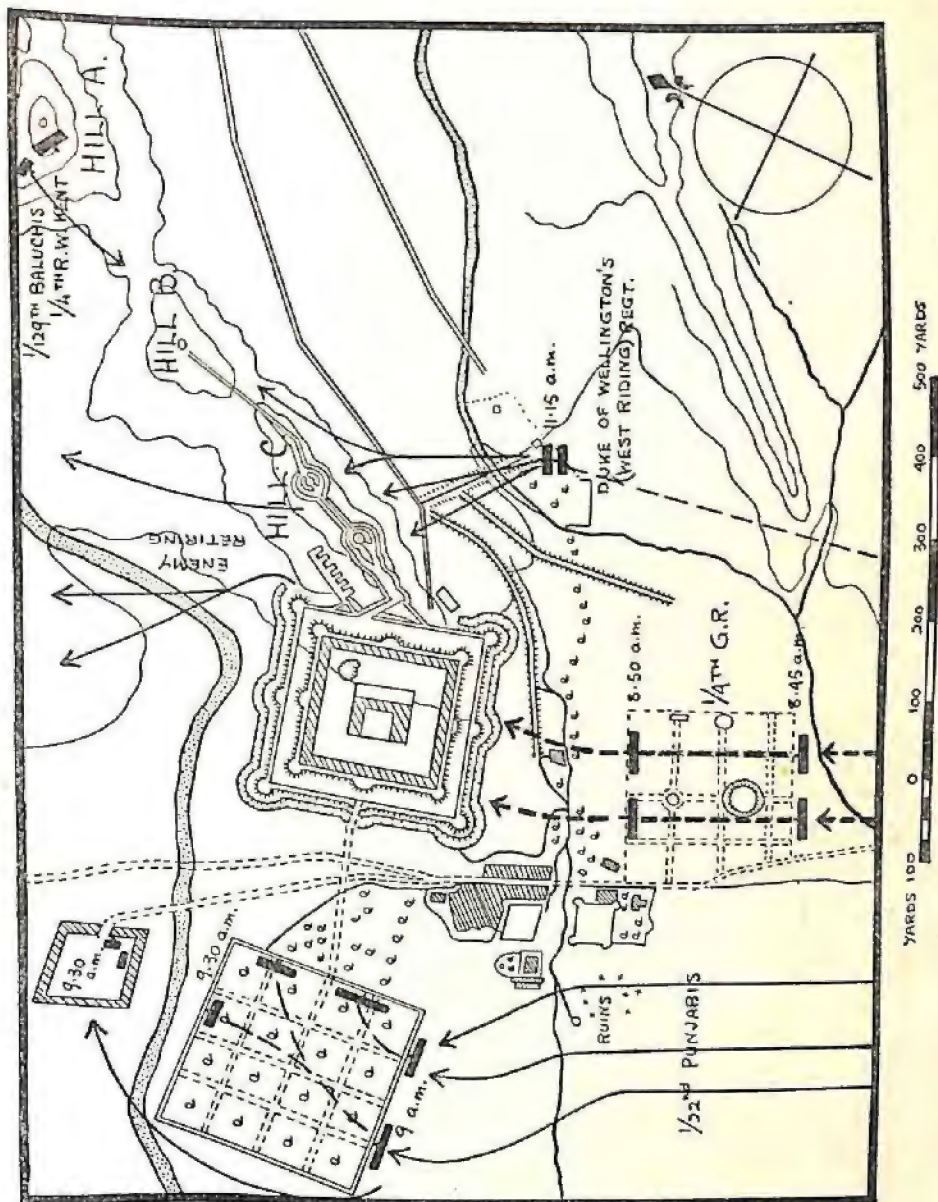 HILL A.
1/129TH BALUCHIS
1/4TH R.W. KENT
HILL B.
HILL C.
ENEMY
RETIRING
11·15 a.m.
DUKE OF WELLINGTON'S
(WEST RIDING) REGT.
8·50 a.m.
1/4TH G.R.
8·45 a.m.
9·30
a.m.
9·30 a.m.
9 a.m.
RUINS
1/32ND PUNJABIS
YARDS 100 0 100 200 300 400 500 YARDS